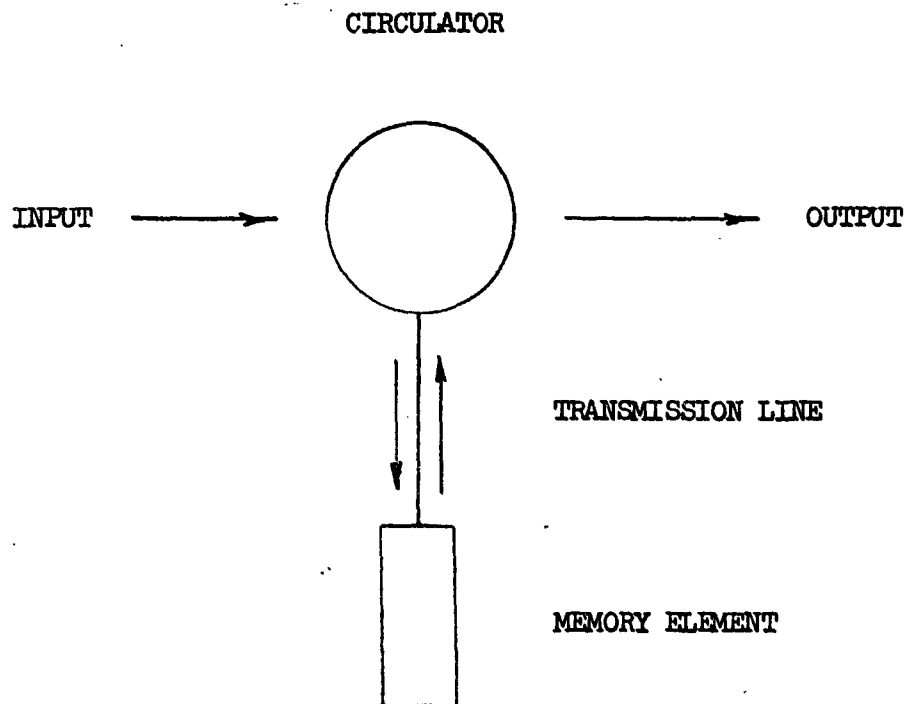 CIRCULATOR
INPUT
OUTPUT
TRANSMISSION LINE
MEMORY ELEMENT